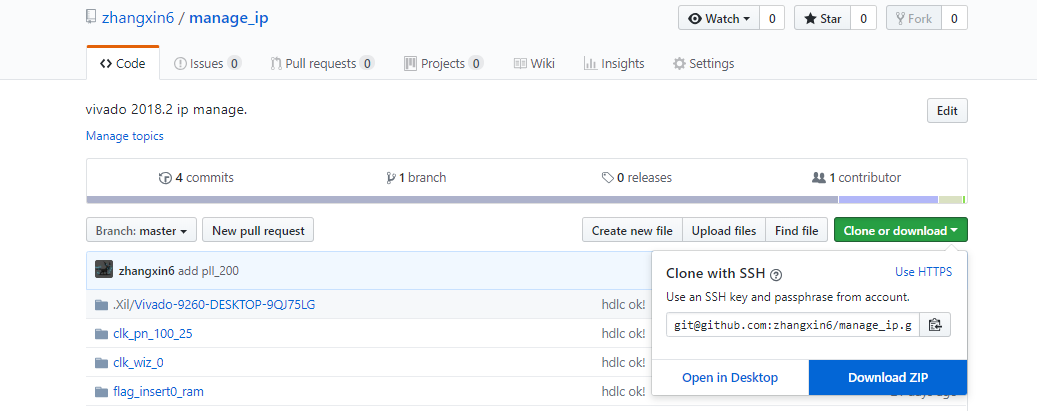 zhangxin6 / manage_ip
Watch 0 Star 0 Fork 0
Code Issues 0 Pull requests 0 Projects 0 Wiki Insights Settings
vivado 2018.2 ip manage. Edit
Manage topics
4 commits 1 branch 0 releases 1 contributor
Branch: master New pull request Create new file Upload files Find file Clone or download
zhangxin6 add pll_200
Clone with SSH ? Use HTTPS
Use an SSH key and passphrase from account.
.Xil/Vivado-9260-DESKTOP-9QJ75LG hdlc ok!
git@github.com:zhangxin6/manage_ip.g
clk_pn_100_25 hdlc ok!
clk_wiz_0 hdlc ok!
Open in Desktop Download ZIP
flag_insert0_ram hdlc ok!